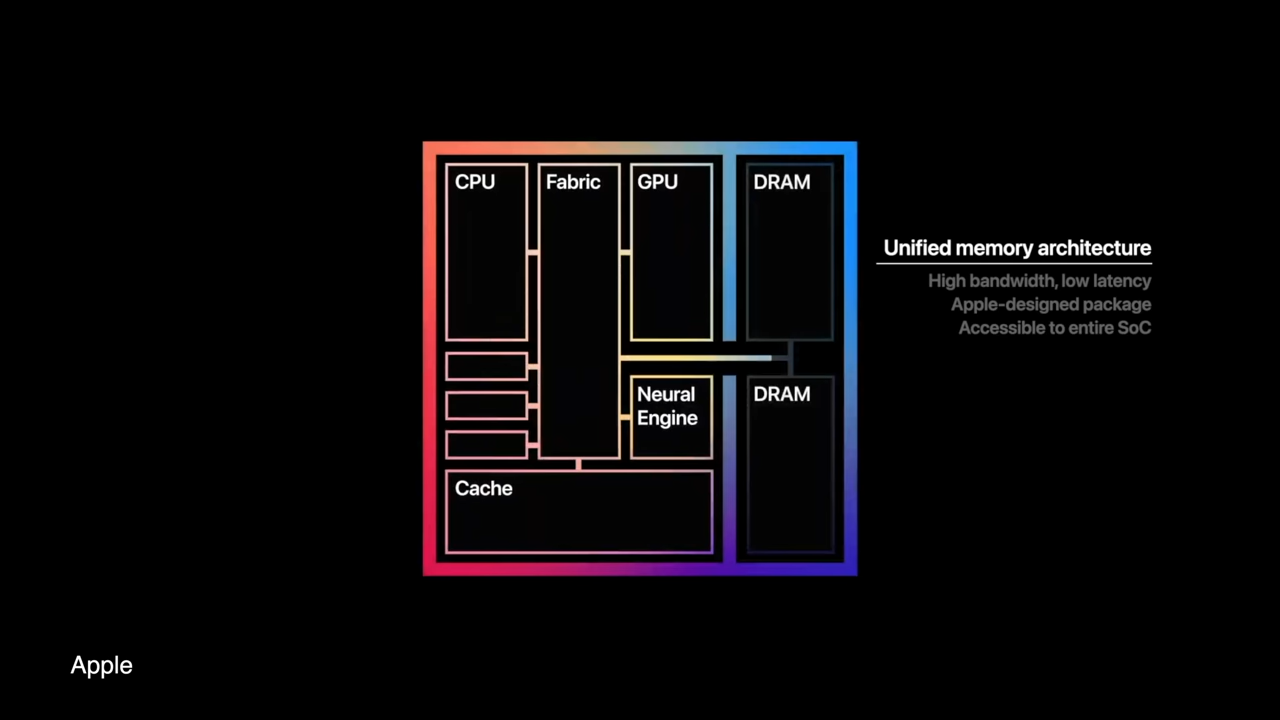 CPU
Fabric
GPU
DRAM
Neural
Engine
DRAM
Cache
Unified memory architecture
High bandwidth, low latency
Apple-designed package
Accessible to entire SoC
Apple